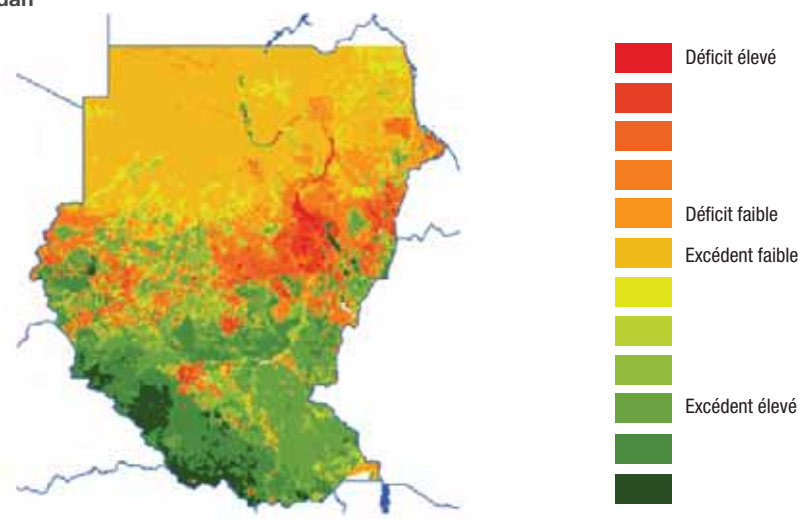 Déficit élevé
Déficit faible
Excédent faible
Excédent élevé